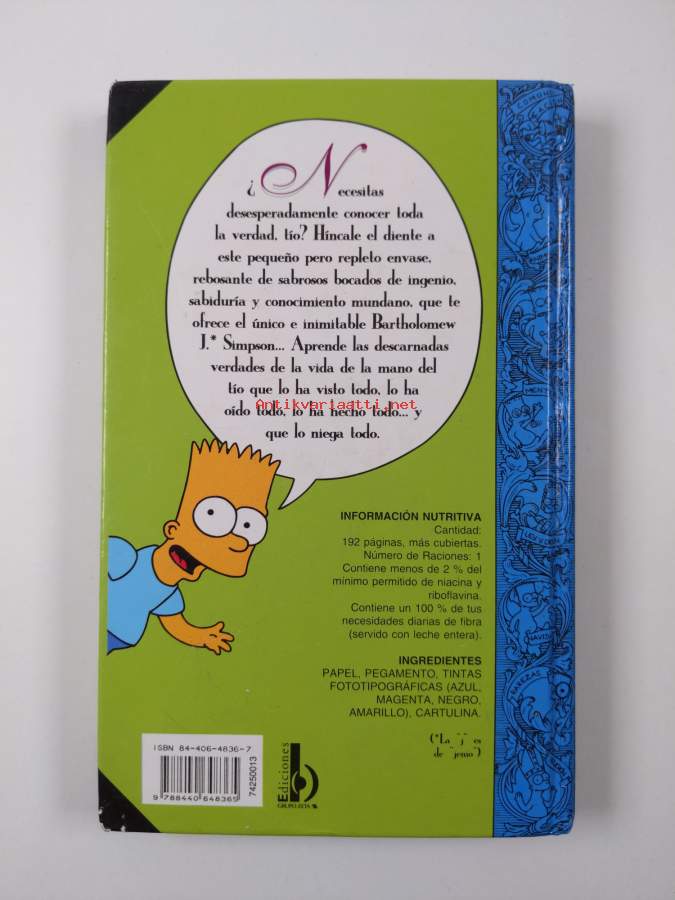 ¿Necesitas
desesperadamente conocer toda
la verdad, tío? Híncale el diente a
este pequeño pero repleto envase,
rebosante de sabrosos bocados de ingenio,
sabiduría y conocimiento mundano, que te
ofrece el único e inimitable Bartholomew
J.* Simpson... Aprende las descarnadas
verdades de la vida de la mano del
tío que lo ha visto todo, lo ha
Antikvariaatti.net
oído todo, lo ha hecho todo... y
que lo niega todo.
INFORMACIÓN NUTRITIVA
Cantidad:
192 páginas, más cubiertas.
Número de Raciones: 1
Contiene menos de 2 % del
mínimo permitido de niacina y
riboflavina.
Contiene un 100 % de tus
necesidades diarias de fibra
(servido con leche entera).
INGREDIENTES
PAPEL, PEGAMENTO, TINTAS
FOTOTIPOGRÁFICAS (AZUL,
MAGENTA, NEGRO,
AMARILLO), CARTULINA.
(*La "j" es
de "jerno")
ISBN 84-406-4836-7
9 788440 648365
74250013
Ediciones
b
GRUPO ZETA